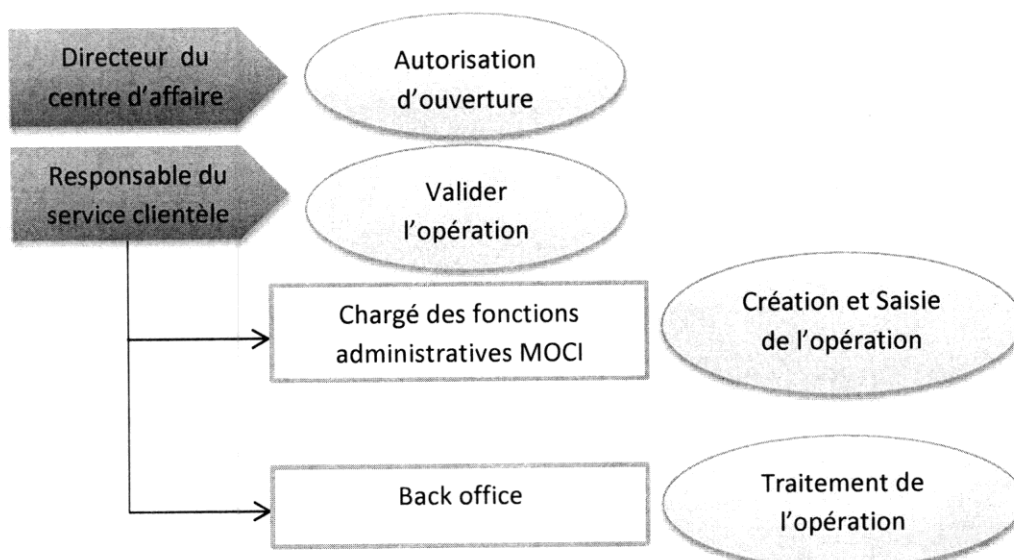 Directeur du
centre d'affaire
Autorisation
d'ouverture
Responsable du
service clientèle
Valider
l'opération
Chargé des fonctions
administratives MOCI
Création et Saisie
de l'opération
Back office
Traitement de
l'opération